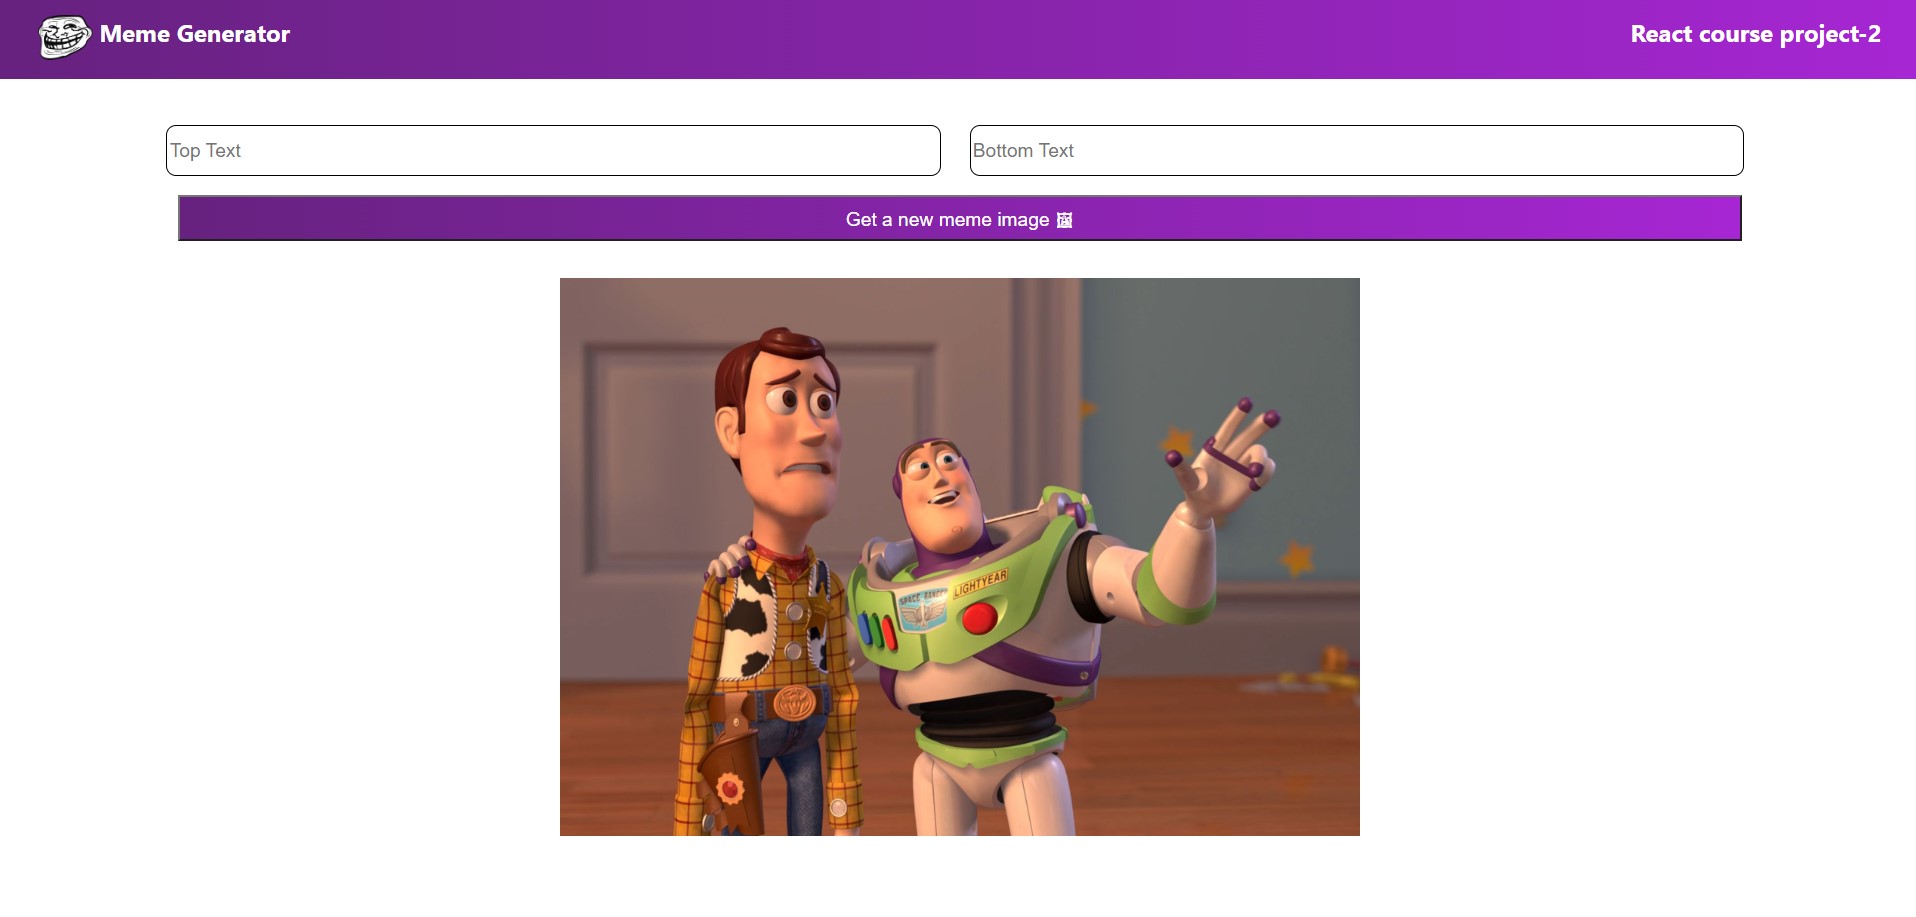 Meme Generator
React course project-2
Top Text
Bottom Text
Get a new meme image 🖼
SPACE RANGER
LIGHTYEAR